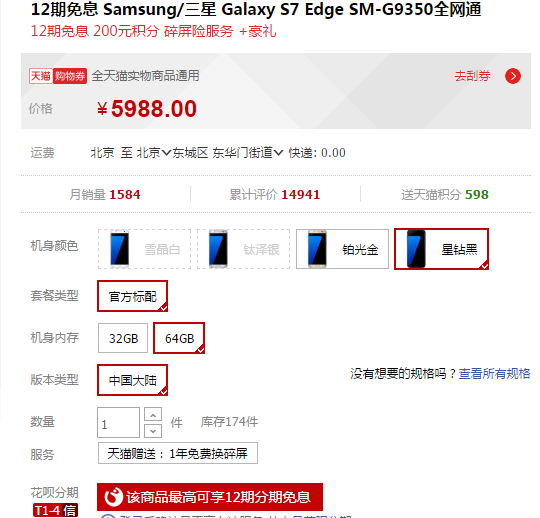 12期免息 Samsung/三星 Galaxy S7 Edge SM-G9350全网通
12期免息 200元积分 碎屏险服务 +豪礼
天猫 购物券 全天猫实物商品通用 去刮券
价格 ¥5988.00
运费 北京 至 北京 东城区 东华门街道 快递: 0.00
月销量 1584 累计评价 14941 送天猫积分 598
机身颜色 雪晶白 钛泽银 铂光金 星钻黑
套餐类型 官方标配
机身内存 32GB 64GB
版本类型 中国大陆 没有想要的规格吗？查看所有规格
数量 1 件 库存174件
服务 天猫赠送：1年免费换碎屏
花呗分期 该商品最高可享12期分期免息
T1-4 信